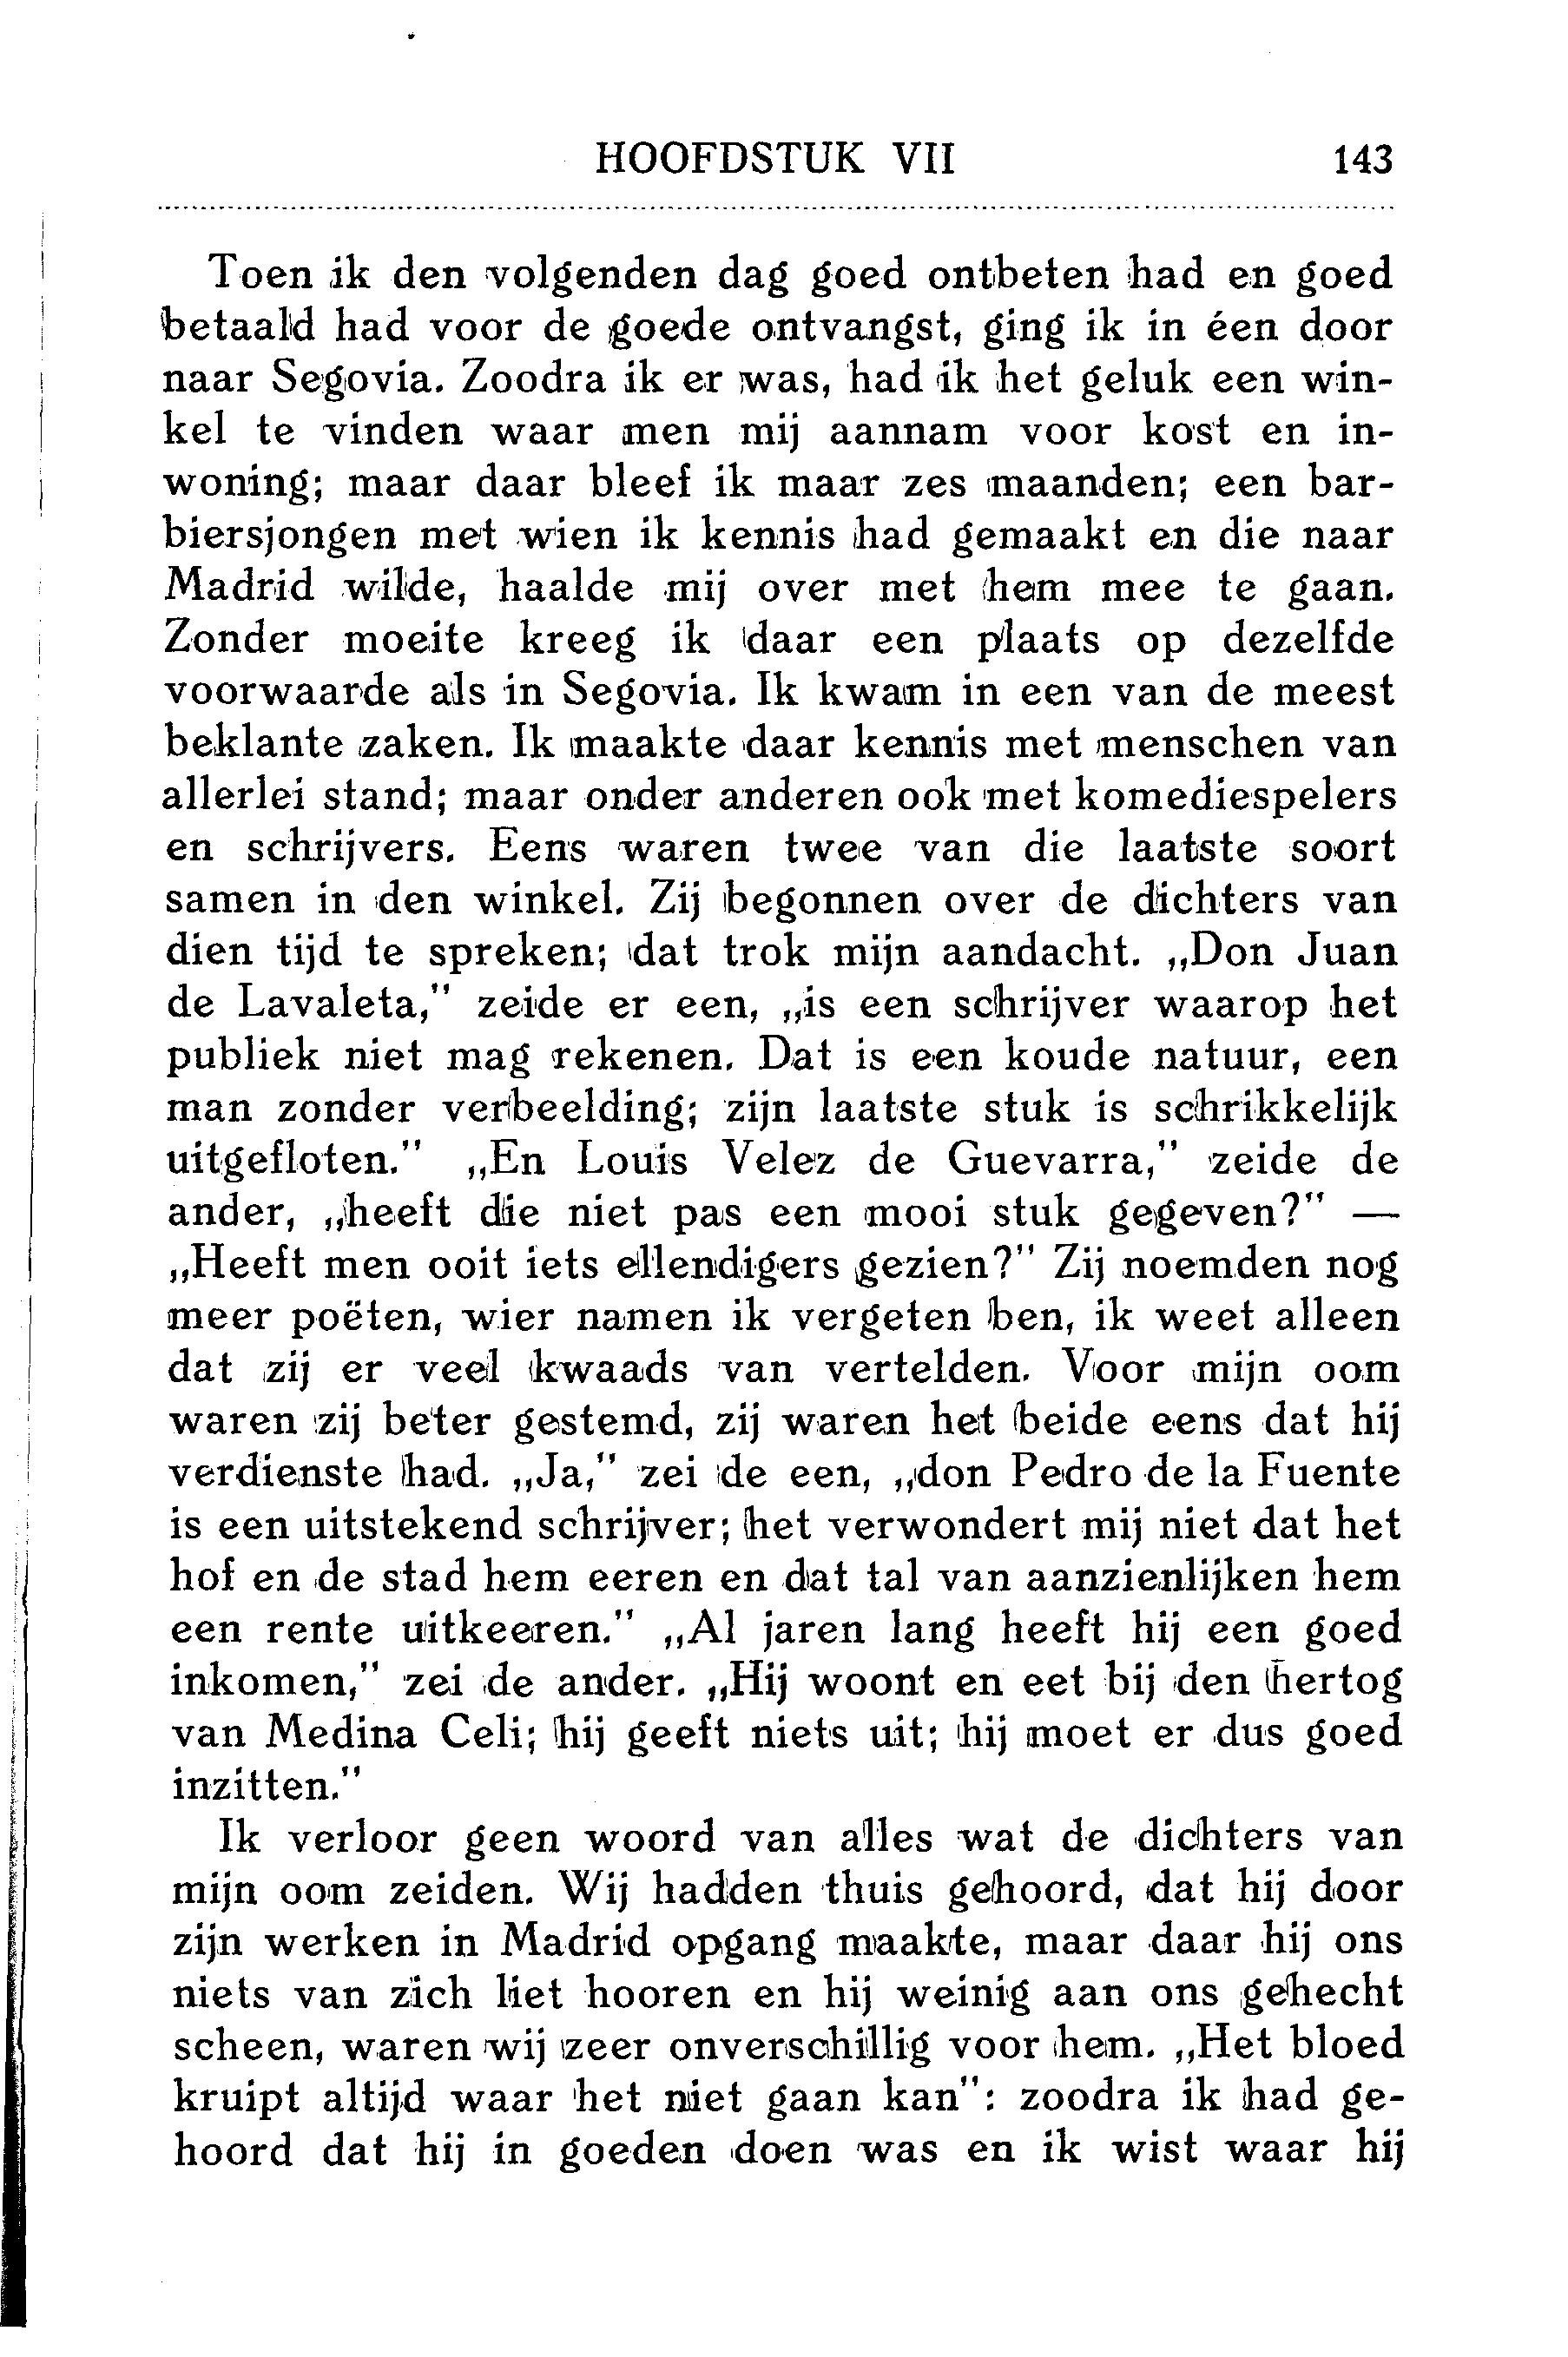 HOOFDSTUK VII 143
Toen ik den volgenden dag goed ontbeten had en goed
betaald had voor de goede ontvangst, ging ik in éen door
naar Segovia. Zoodra ik er was, had ik het geluk een win-
kel te vinden waar men mij aannam voor kost en in-
woning; maar daar bleef ik maar zes maanden; een bar-
biersjongen met wien ik kennis had gemaakt en die naar
Madrid wilde, haalde mij over met hem mee te gaan.
Zonder moeite kreeg ik daar een plaats op dezelfde
voorwaarde als in Segovia. Ik kwam in een van de meest
beklante zaken. Ik maakte daar kennis met menschen van
allerlei stand; maar onder anderen ook met komediespelers
en schrijvers. Eens waren twee van die laatste soort
samen in den winkel. Zij begonnen over de dichters van
dien tijd te spreken; dat trok mijn aandacht. „Don Juan
de Lavaleta,” zeide er een, „is een schrijver waarop het
publiek niet mag rekenen. Dat is een koude natuur, een
man zonder verbeelding; zijn laatste stuk is schrikkelijk
uitgefloten.” „En Louis Velez de Guevarra,” zeide de
ander, „heeft die niet pas een mooi stuk gegeven?” —
„Heeft men ooit iets ellendigers gezien?” Zij noemden nog
meer poëten, wier namen ik vergeten ben, ik weet alleen
dat zij er veel kwaads van vertelden. Voor mijn oom
waren zij beter gestemd, zij waren het beide eens dat hij
verdienste had. „Ja,” zei de een, „don Pedro de la Fuente
is een uitstekend schrijver; het verwondert mij niet dat het
hof en de stad hem eeren en dat tal van aanzienlijken hem
een rente uitkeeren.” „Al jaren lang heeft hij een goed
inkomen,” zei de ander. „Hij woont en eet bij den hertog
van Medina Celi; hij geeft niets uit; hij moet er dus goed
inzitten.”
Ik verloor geen woord van alles wat de dichters van
mijn oom zeiden. Wij hadden thuis gehoord, dat hij door
zijn werken in Madrid opgang maakte, maar daar hij ons
niets van zich liet hooren en hij weinig aan ons gehecht
scheen, waren wij zeer onverschillig voor hem. „Het bloed
kruipt altijd waar het niet gaan kan”: zoodra ik had ge-
hoord dat hij in goeden doen was en ik wist waar hij